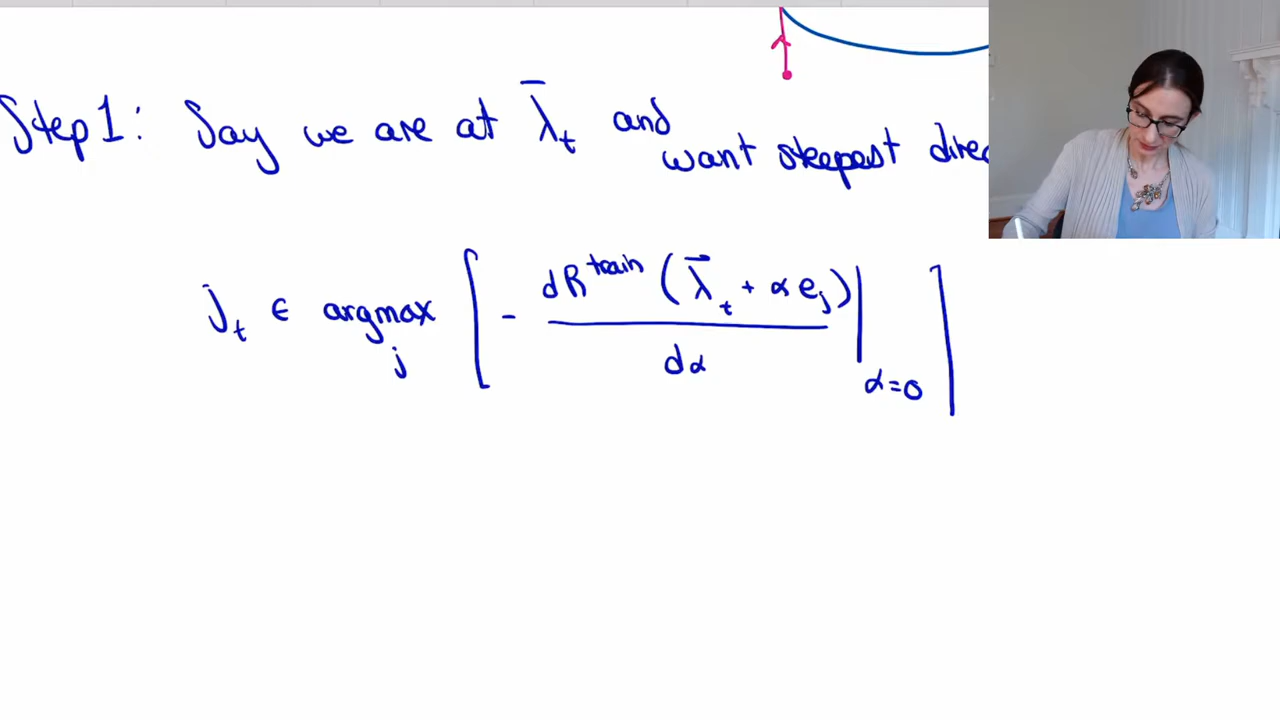 Step 1: Say we are at λ̄_t and
want steepest direc
j_t ∈ argmax_j [ - dR^train (λ⃗_t + α e_j) / dα |_{α=0} ]